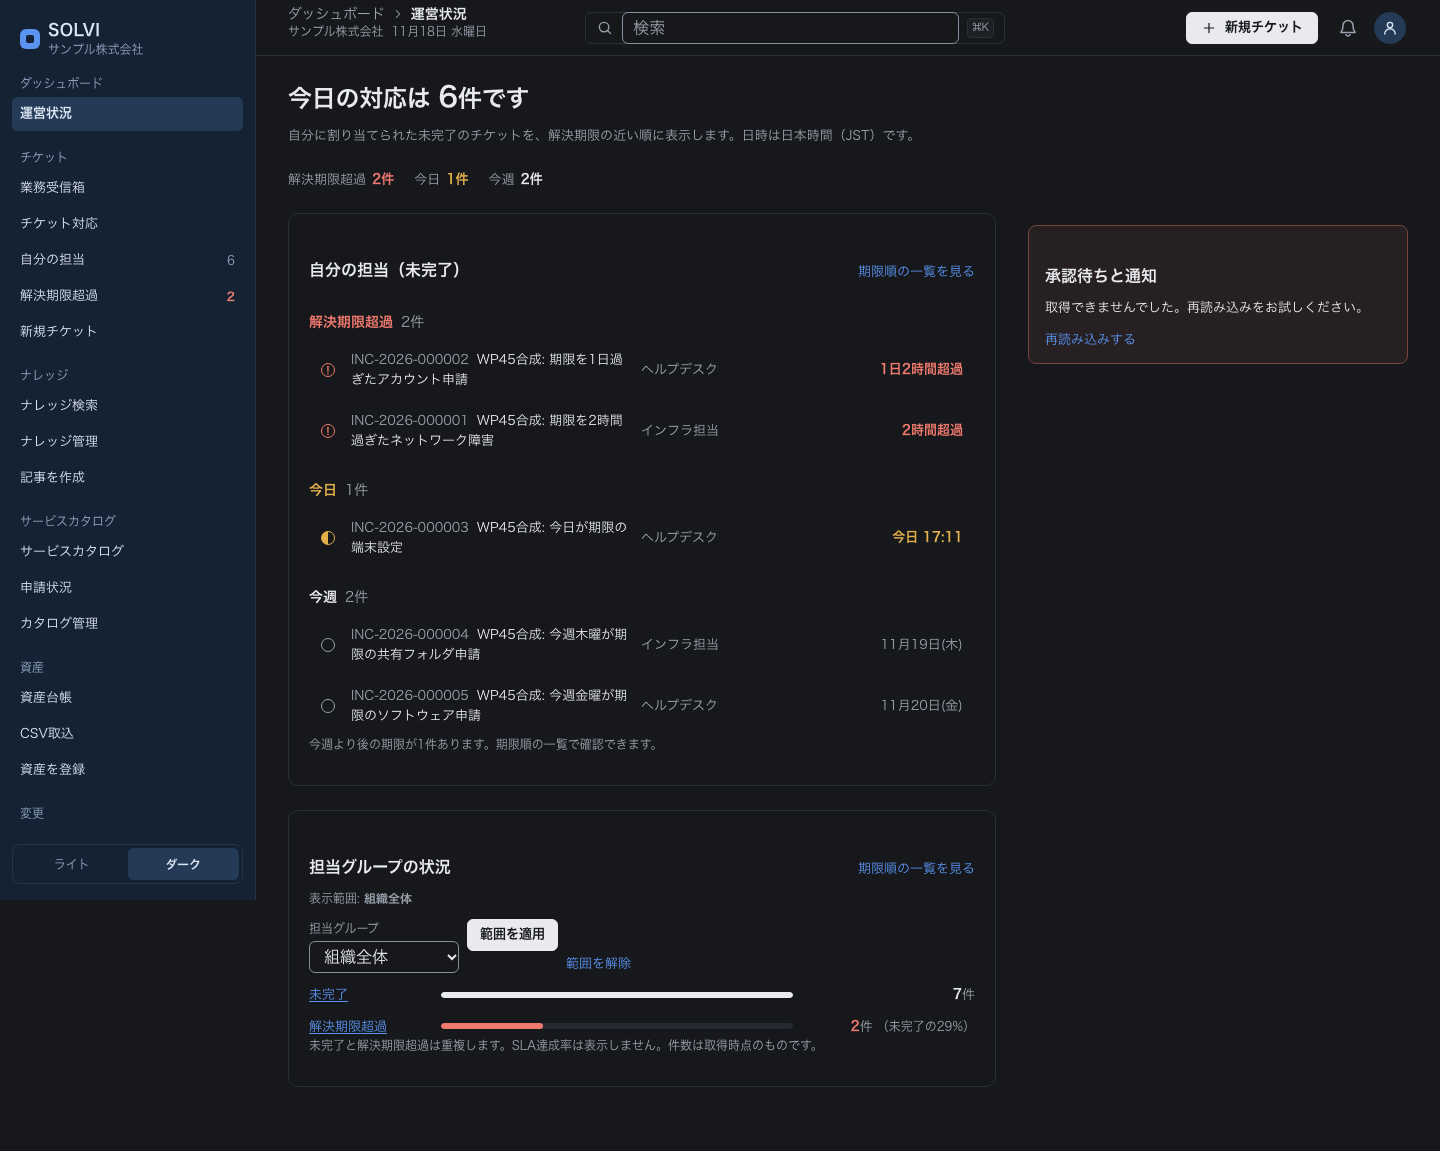 SOLVI
サンプル株式会社
ダッシュボード
運営状況
チケット
業務受信箱
チケット対応
自分の担当 6
解決期限超過 2
新規チケット
ナレッジ
ナレッジ検索
ナレッジ管理
記事を作成
サービスカタログ
サービスカタログ
申請状況
カタログ管理
資産
資産台帳
CSV取込
資産を登録
変更
ライト ダーク
ダッシュボード > 運営状況
サンプル株式会社 11月18日 水曜日
検索 ⌘K
+ 新規チケット
今日の対応は 6件です
自分に割り当てられた未完了のチケットを、解決期限の近い順に表示します。日時は日本時間（JST）です。
解決期限超過 2件 今日 1件 今週 2件
自分の担当（未完了） 期限順の一覧を見る
解決期限超過 2件
INC-2026-000002 WP45合成: 期限を1日過
ぎたアカウント申請
ヘルプデスク
1日2時間超過
INC-2026-000001 WP45合成: 期限を2時間
過ぎたネットワーク障害
インフラ担当
2時間超過
今日 1件
INC-2026-000003 WP45合成: 今日が期限の
端末設定
ヘルプデスク
今日 17:11
今週 2件
INC-2026-000004 WP45合成: 今週木曜が期
限の共有フォルダ申請
インフラ担当
11月19日(木)
INC-2026-000005 WP45合成: 今週金曜が期
限のソフトウェア申請
ヘルプデスク
11月20日(金)
今週より後の期限が1件あります。期限順の一覧で確認できます。
承認待ちと通知
取得できませんでした。再読み込みをお試しください。
再読み込みする
担当グループの状況 期限順の一覧を見る
表示範囲: 組織全体
担当グループ
組織全体
範囲を適用
範囲を解除
未完了 7件
解決期限超過 2件 （未完了の29%）
未完了と解決期限超過は重複します。SLA達成率は表示しません。件数は取得時点のものです。